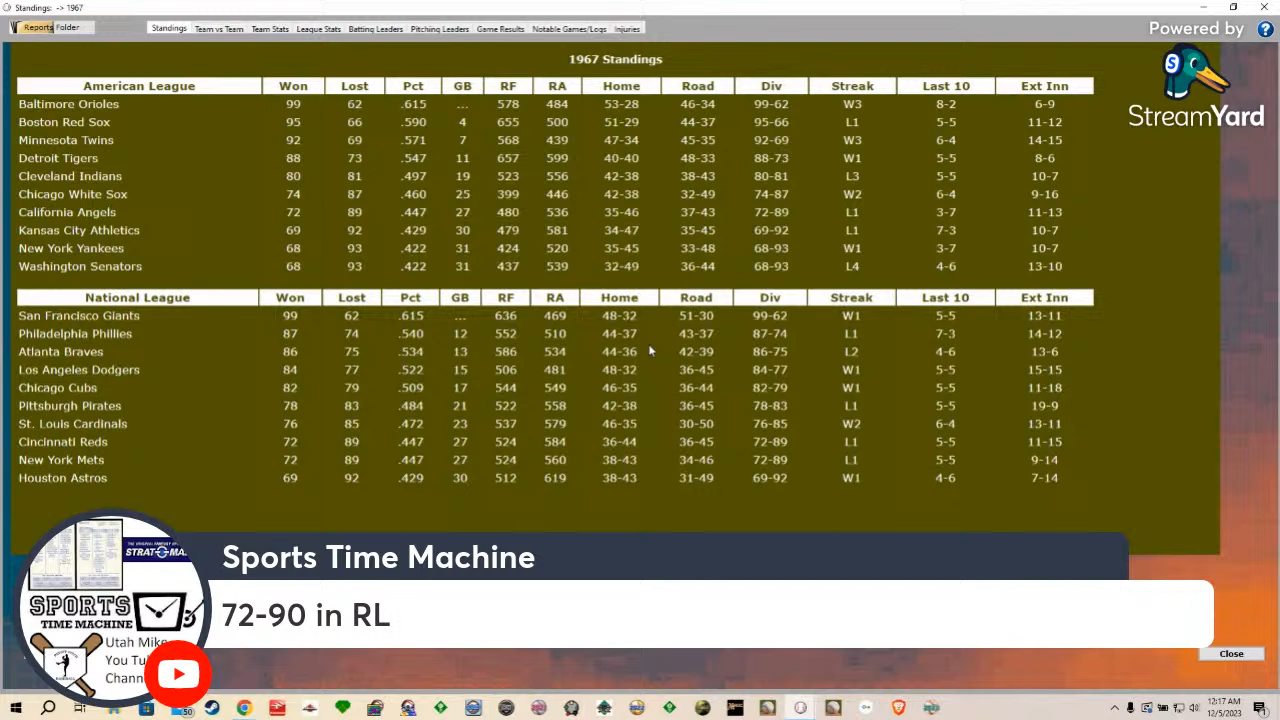 Standings: -> 1967
Reports Folder Standings Team vs Team Team Stats League Stats Batting Leaders Pitching Leaders Game Results Notable Games/Logs Injuries
Powered by
StreamYard
1967 Standings
American League Won Lost Pct GB RF RA Home Road Div Streak Last 10 Ext Inn
Baltimore Orioles 99 62 .615 ... 578 484 53-28 46-34 99-62 W3 8-2 6-9
Boston Red Sox 95 66 .590 4 655 500 51-29 44-37 95-66 L1 5-5 11-12
Minnesota Twins 92 69 .571 7 568 439 47-34 45-35 92-69 W3 6-4 14-15
Detroit Tigers 88 73 .547 11 657 599 40-40 48-33 88-73 W1 5-5 8-6
Cleveland Indians 80 81 .497 19 523 556 42-38 38-43 80-81 L3 5-5 10-7
Chicago White Sox 74 87 .460 25 399 446 42-38 32-49 74-87 W2 6-4 9-16
California Angels 72 89 .447 27 480 536 35-46 37-43 72-89 L1 3-7 11-13
Kansas City Athletics 69 92 .429 30 479 581 34-47 35-45 69-92 L1 7-3 10-7
New York Yankees 68 93 .422 31 424 520 35-45 33-48 68-93 W1 3-7 10-7
Washington Senators 68 93 .422 31 437 539 32-49 36-44 68-93 L4 4-6 13-10
National League Won Lost Pct GB RF RA Home Road Div Streak Last 10 Ext Inn
San Francisco Giants 99 62 .615 ... 636 469 48-32 51-30 99-62 W1 5-5 13-11
Philadelphia Phillies 87 74 .540 12 552 510 44-37 43-37 87-74 L1 7-3 14-12
Atlanta Braves 86 75 .534 13 586 534 44-36 42-39 86-75 L2 4-6 13-6
Los Angeles Dodgers 84 77 .522 15 506 481 48-32 36-45 84-77 W1 5-5 15-15
Chicago Cubs 82 79 .509 17 544 549 46-35 36-44 82-79 W1 5-5 11-18
Pittsburgh Pirates 78 83 .484 21 522 558 42-38 36-45 78-83 L1 5-5 19-9
St. Louis Cardinals 76 85 .472 23 537 579 46-35 30-50 76-85 W2 6-4 13-11
Cincinnati Reds 72 89 .447 27 524 584 36-44 36-45 72-89 L1 5-5 11-15
New York Mets 72 89 .447 27 524 560 38-43 34-46 72-89 L1 5-5 9-14
Houston Astros 69 92 .429 30 512 619 38-43 31-49 69-92 W1 4-6 7-14
STRAT-O-MA
SPORTS
TIME MACHINE
Utah Mike
You Tu
Chann
Sports Time Machine
72-90 in RL
Close
50
12:17 AM
12/5/2023